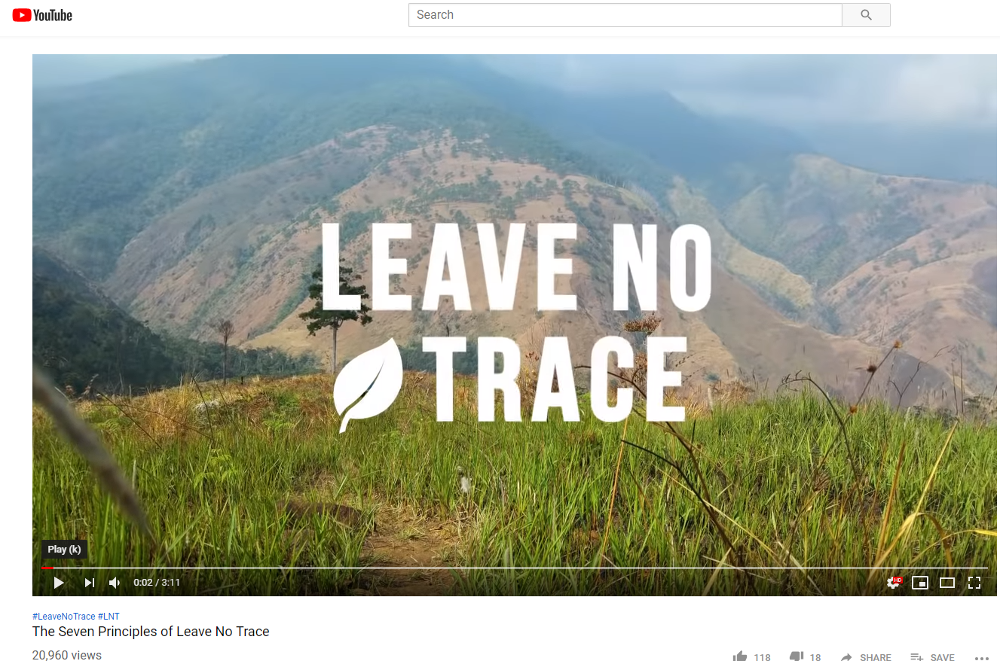 YouTube
Search
LEAVE NO
TRACE
Play (k)
0:02 / 3:11
HD
#LeaveNoTrace #LNT
The Seven Principles of Leave No Trace
20,960 views
118
18
SHARE
SAVE